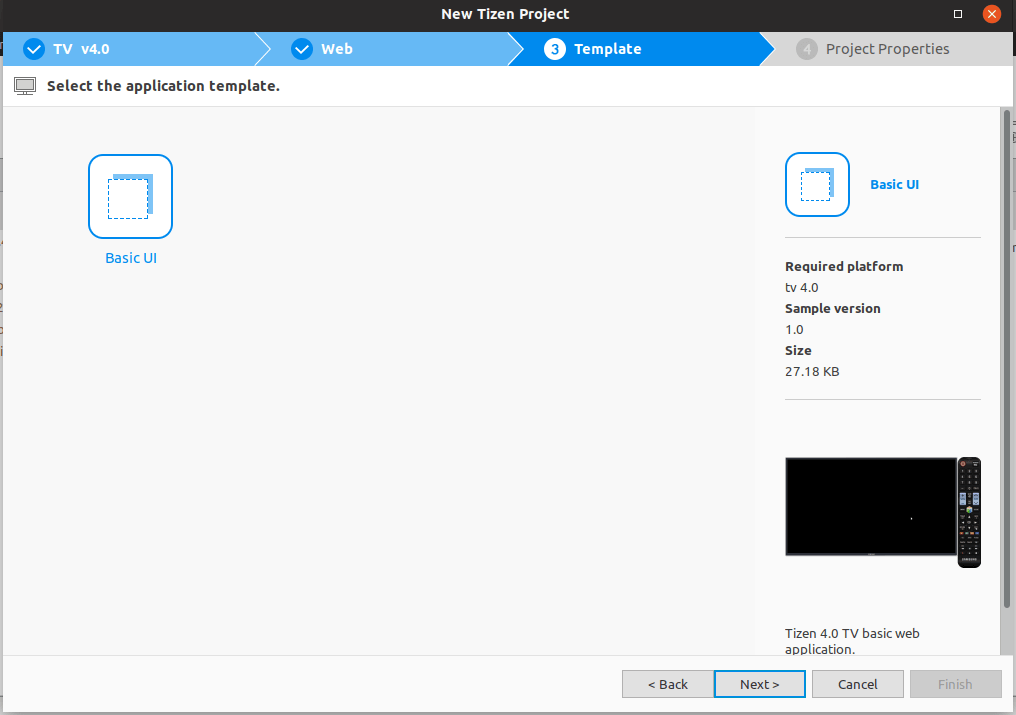 New Tizen Project
TV v4.0
Web
3 Template
4 Project Properties
Select the application template.
Basic UI
Basic UI
Required platform
tv 4.0
Sample version
1.0
Size
27.18 KB
Tizen 4.0 TV basic web
application.
< Back
Next >
Cancel
Finish